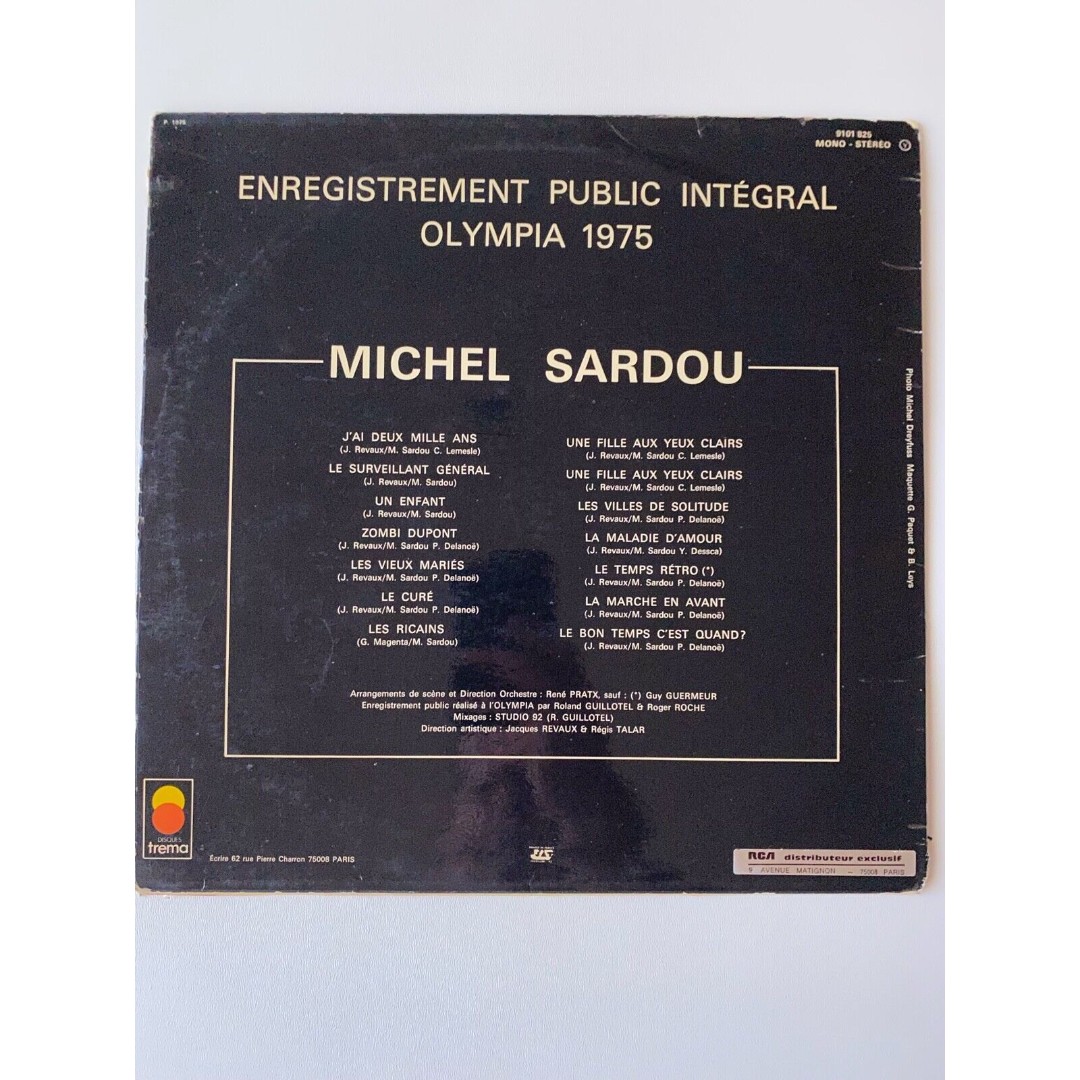 P. 1975
9101 825
MONO - STÉRÉO Y
ENREGISTREMENT PUBLIC INTÉGRAL
OLYMPIA 1975
MICHEL SARDOU
J'AI DEUX MILLE ANS
(J. Revaux/M. Sardou C. Lemesle)
LE SURVEILLANT GÉNÉRAL
(J. Revaux/M. Sardou)
UN ENFANT
(J. Revaux/M. Sardou)
ZOMBI DUPONT
(J. Revaux/M. Sardou P. Delanoë)
LES VIEUX MARIÉS
(J. Revaux/M. Sardou P. Delanoë)
LE CURÉ
(J. Revaux/M. Sardou P. Delanoë)
LES RICAINS
(G. Magenta/M. Sardou)
UNE FILLE AUX YEUX CLAIRS
(J. Revaux/M. Sardou C. Lemesle)
UNE FILLE AUX YEUX CLAIRS
(J. Revaux/M. Sardou C. Lemesle)
LES VILLES DE SOLITUDE
(J. Revaux/M. Sardou P. Delanoë)
LA MALADIE D'AMOUR
(J. Revaux/M. Sardou Y. Dessca)
LE TEMPS RÉTRO (*)
(J. Revaux/M. Sardou P. Delanoë)
LA MARCHE EN AVANT
(J. Revaux/M. Sardou P. Delanoë)
LE BON TEMPS C'EST QUAND?
(J. Revaux/M. Sardou P. Delanoë)
Arrangements de scène et Direction Orchestre : René PRATX, sauf : (*) Guy GUERMEUR
Enregistrement public réalisé à l'OLYMPIA par Roland GUILLOTEL & Roger ROCHE
Mixages : STUDIO 92 (R. GUILLOTEL)
Direction artistique : Jacques REVAUX & Régis TALAR
Photo Michel Dreyfuss Maquette G. Paquet & B. Loys
DISQUES
trema
Écrire 62 rue Pierre Charron 75008 PARIS
RCA distributeur exclusif
9 AVENUE MATIGNON — 75008 PARIS